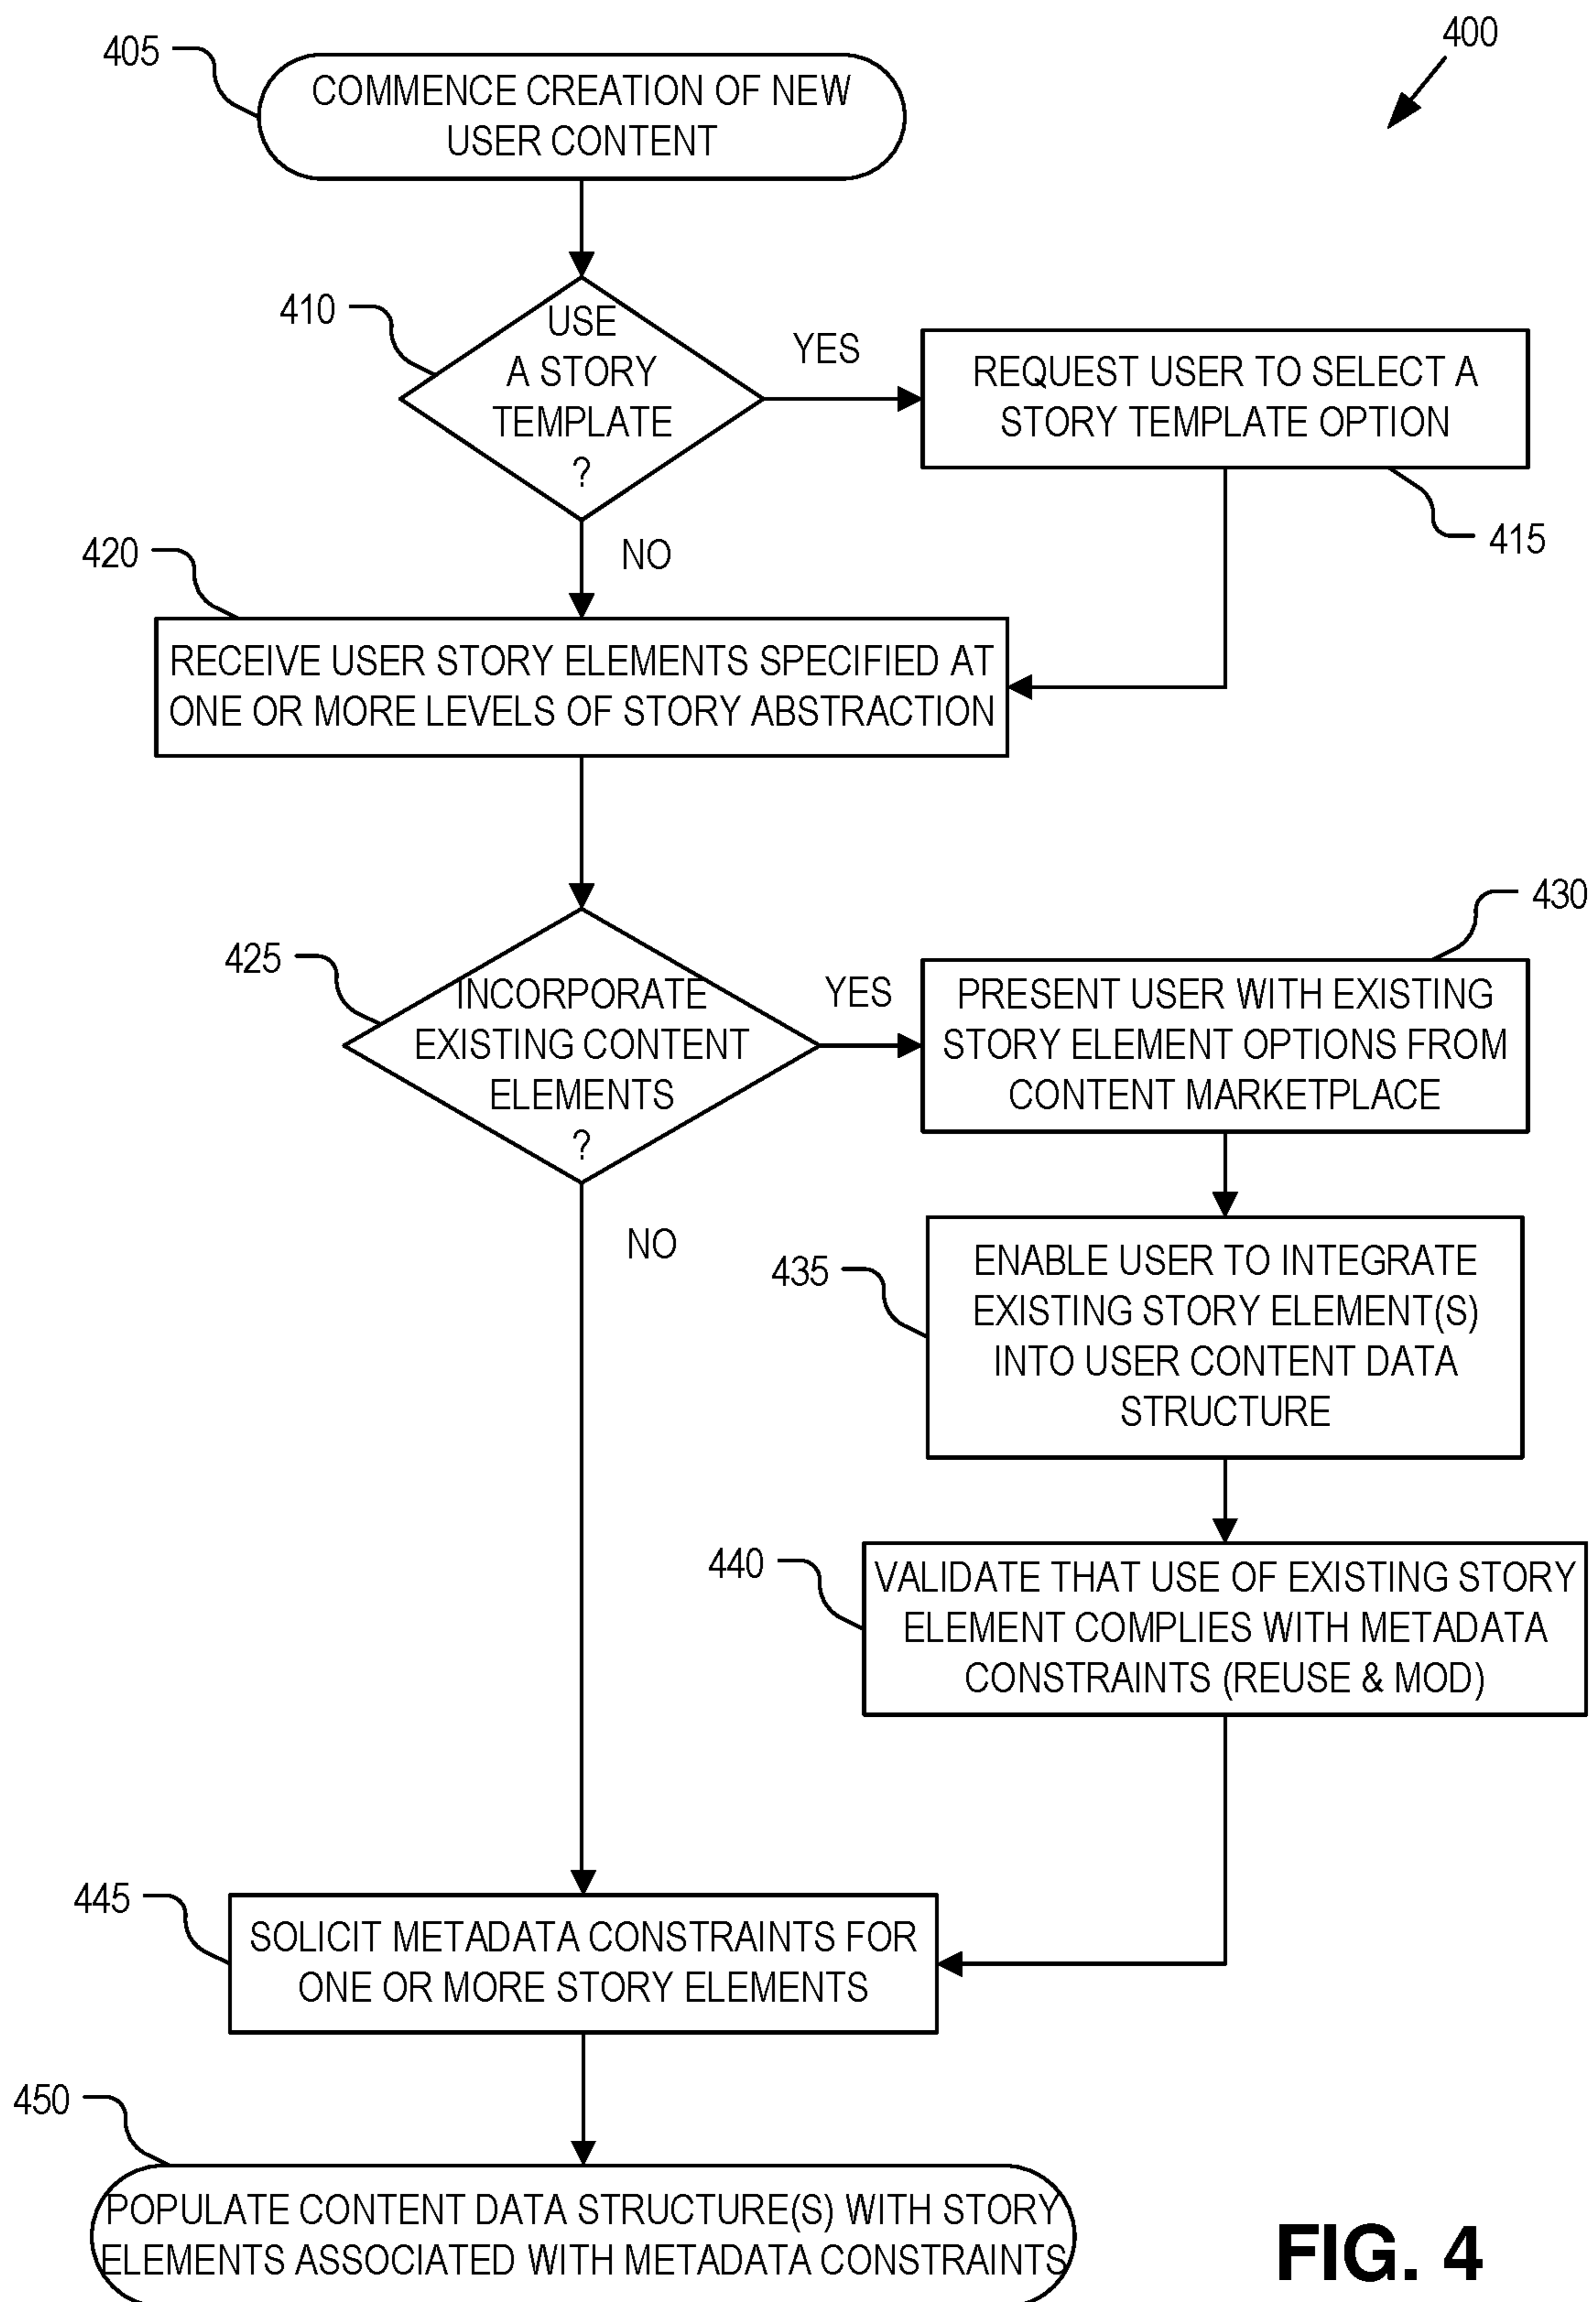 400
405
COMMENCE CREATION OF NEW
USER CONTENT
410
USE
A STORY
TEMPLATE
?
YES
REQUEST USER TO SELECT A
STORY TEMPLATE OPTION
415
NO
420
RECEIVE USER STORY ELEMENTS SPECIFIED AT
ONE OR MORE LEVELS OF STORY ABSTRACTION
425
INCORPORATE
EXISTING CONTENT
ELEMENTS
?
YES
430
PRESENT USER WITH EXISTING
STORY ELEMENT OPTIONS FROM
CONTENT MARKETPLACE
NO
435
ENABLE USER TO INTEGRATE
EXISTING STORY ELEMENT(S)
INTO USER CONTENT DATA
STRUCTURE
440
VALIDATE THAT USE OF EXISTING STORY
ELEMENT COMPLIES WITH METADATA
CONSTRAINTS (REUSE & MOD)
445
SOLICIT METADATA CONSTRAINTS FOR
ONE OR MORE STORY ELEMENTS
450
POPULATE CONTENT DATA STRUCTURE(S) WITH STORY
ELEMENTS ASSOCIATED WITH METADATA CONSTRAINTS
FIG. 4